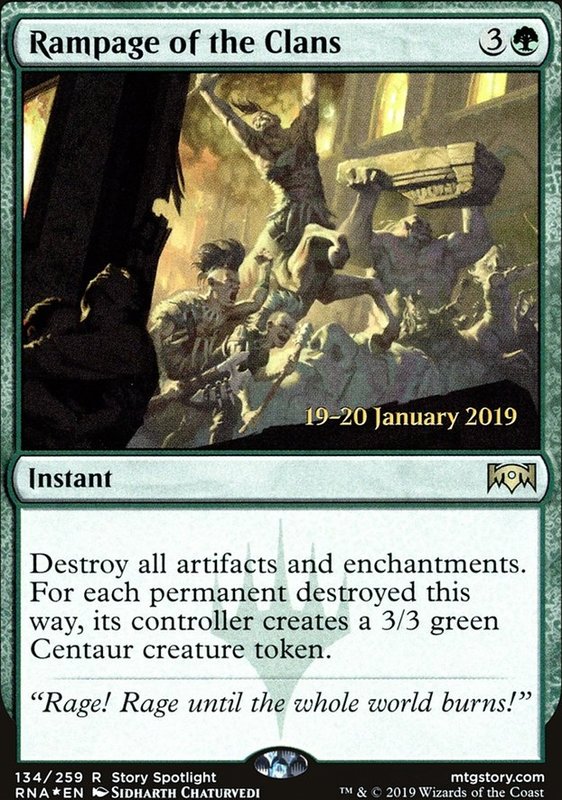 Rampage of the Clans 3
19–20 January 2019
Instant
Destroy all artifacts and enchantments.
For each permanent destroyed this
way, its controller creates a 3/3 green
Centaur creature token.
“Rage! Rage until the whole world burns!”
134/259 R Story Spotlight
mtgstory.com
RNA★EN Sidharth Chaturvedi
™ & © 2019 Wizards of the Coast